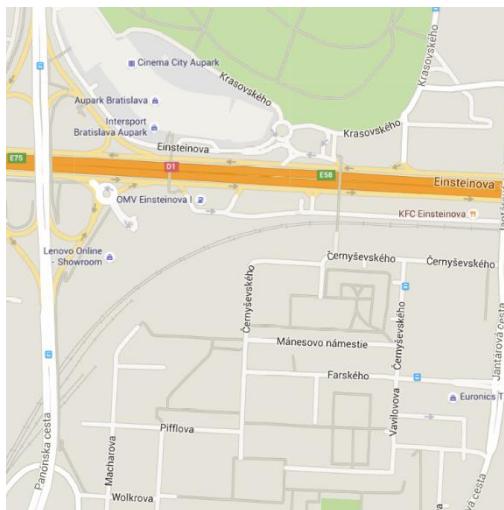 Cinema City Aupark
Krasovského
Krasovského
Aupark Bratislava
Intersport
Bratislava Aupark
Krasovského
Einsteinova
E75
D1
E58
Einsteinova
OMV Einsteinova I
KFC Einsteinova
Jantárová
Lenovo Online
- Showroom
Černyševského
Černyševského
Černyševského
Černyševského
Mánesovo námestie
Jantárová cesta
Farského
Euronics T
Panónska cesta
Macharova
Pifflova
Vavilovova
Wolkrova
cesta